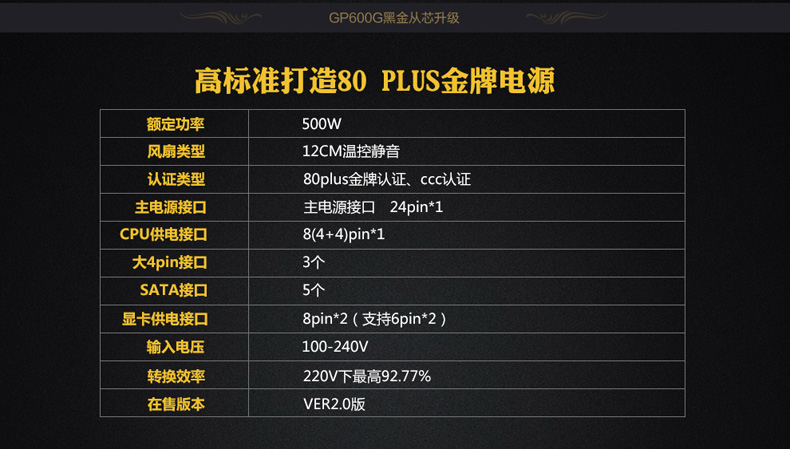 GP600G黑金从芯升级
高标准打造80 PLUS金牌电源
额定功率 500W
风扇类型 12CM温控静音
认证类型 80plus金牌认证、ccc认证
主电源接口 主电源接口 24pin*1
CPU供电接口 8(4+4)pin*1
大4pin接口 3个
SATA接口 5个
显卡供电接口 8pin*2（支持6pin*2）
输入电压 100-240V
转换效率 220V下最高92.77%
在售版本 VER2.0版